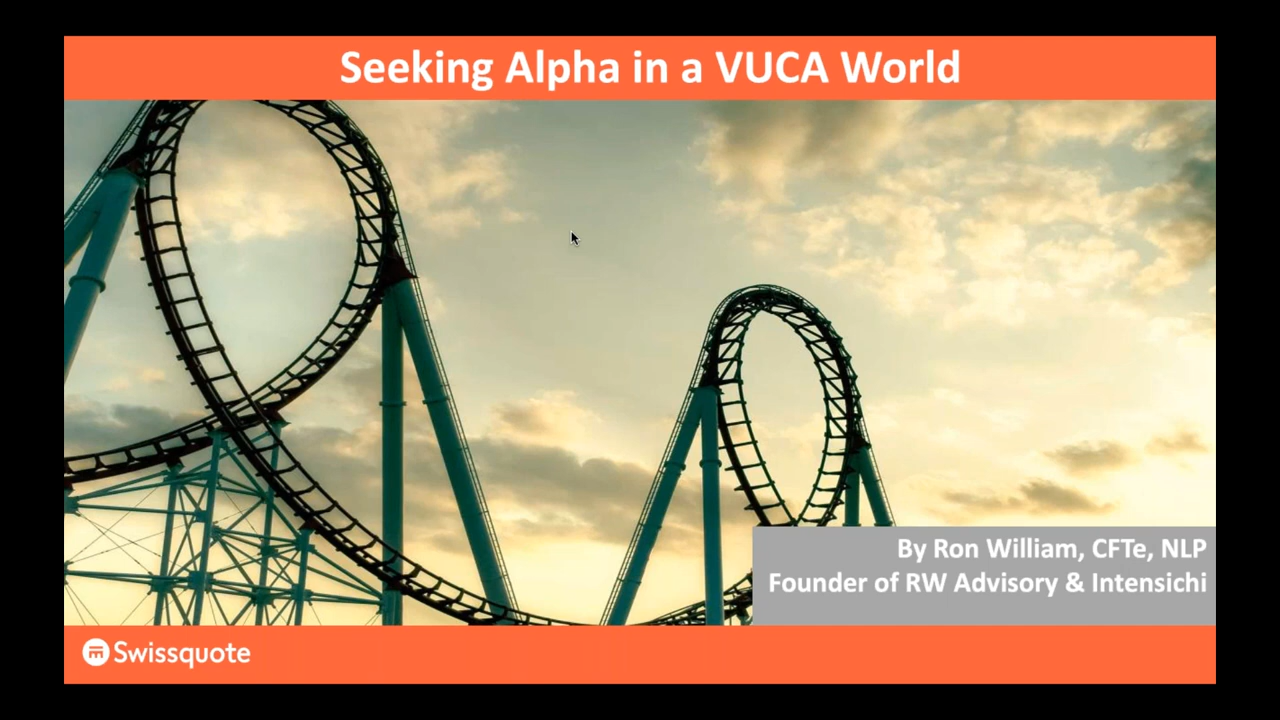 Seeking Alpha in a VUCA World
By Ron William, CFTe, NLP
Founder of RW Advisory & Intensichi
Swissquote